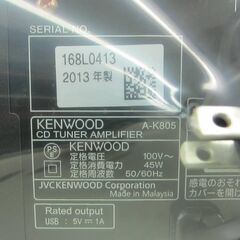 SERIAL NO.
168L0413
2013 年製
KENWOOD A-K805
CD TUNER AMPLIFIER
PS E
KENWOOD
定格電圧 100V~
定格消費電力 45W
定格周波数 50/60Hz
JVCKENWOOD Corporation
Made in Malaysia
Rated output
USB : 5V ⎓ 1A
感電のおそれ
カバーを開け